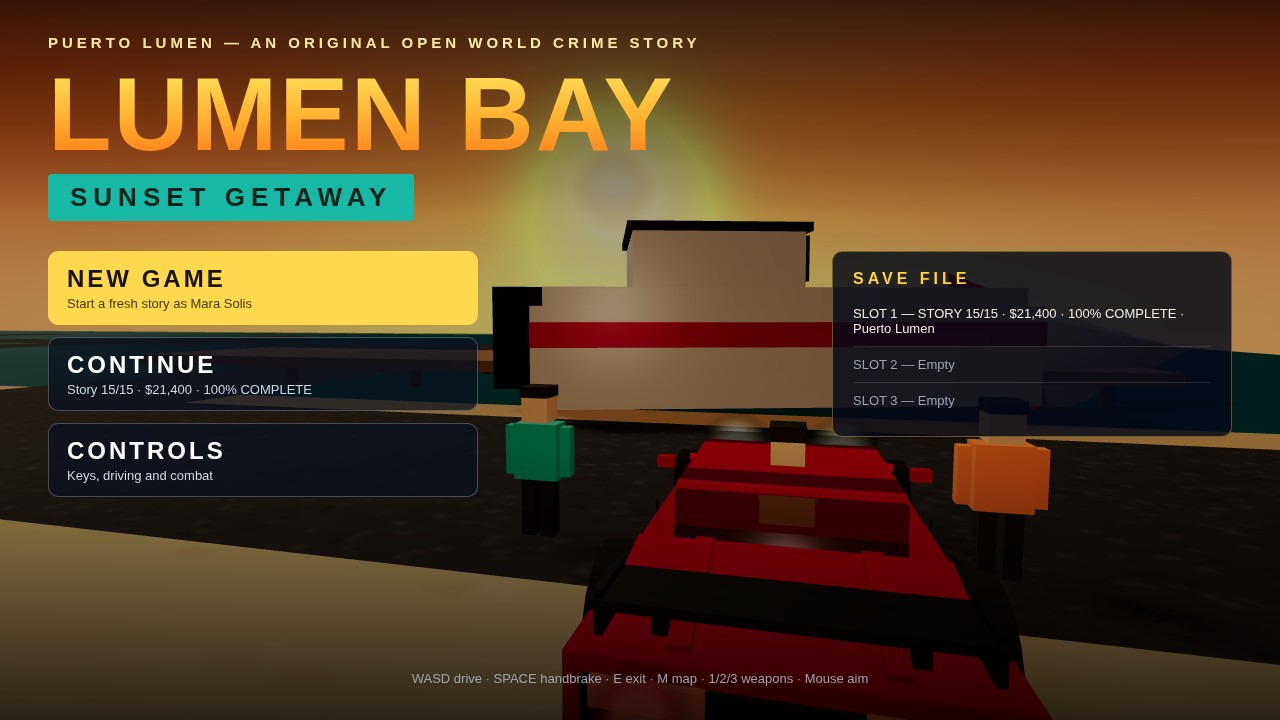 PUERTO LUMEN — AN ORIGINAL OPEN WORLD CRIME STORY
LUMEN BAY
SUNSET GETAWAY
NEW GAME
Start a fresh story as Mara Solis
CONTINUE
Story 15/15 · $21,400 · 100% COMPLETE
CONTROLS
Keys, driving and combat
SAVE FILE
SLOT 1 — STORY 15/15 · $21,400 · 100% COMPLETE ·
Puerto Lumen
SLOT 2 — Empty
SLOT 3 — Empty
WASD drive · SPACE handbrake · E exit · M map · 1/2/3 weapons · Mouse aim